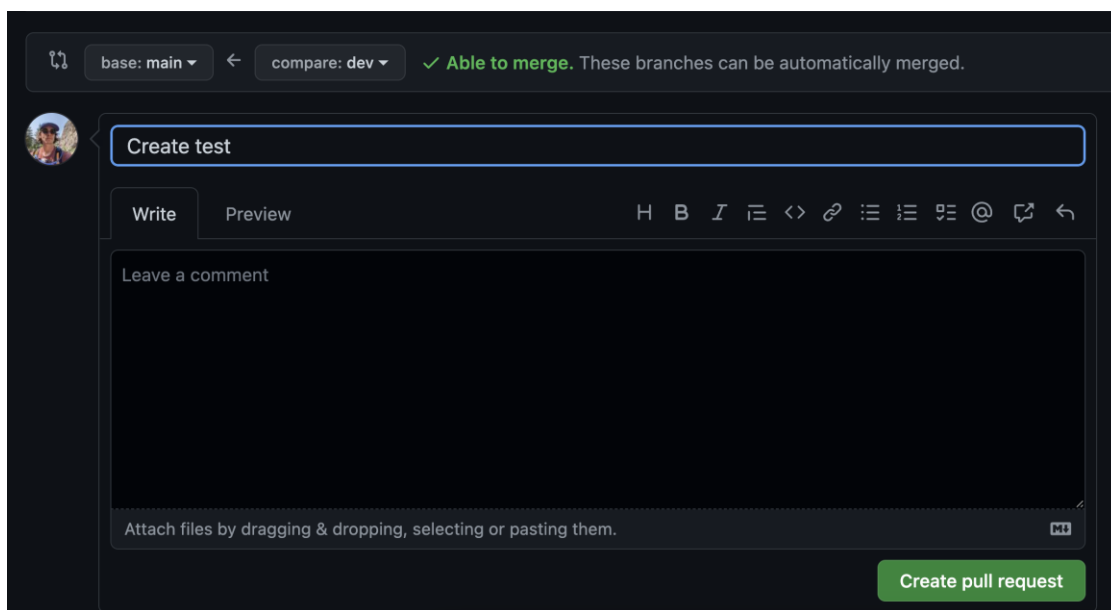 base: main compare: dev Able to merge. These branches can be automatically merged.
Create test
Write Preview H B I <> @
Leave a comment
Attach files by dragging & dropping, selecting or pasting them. M
Create pull request